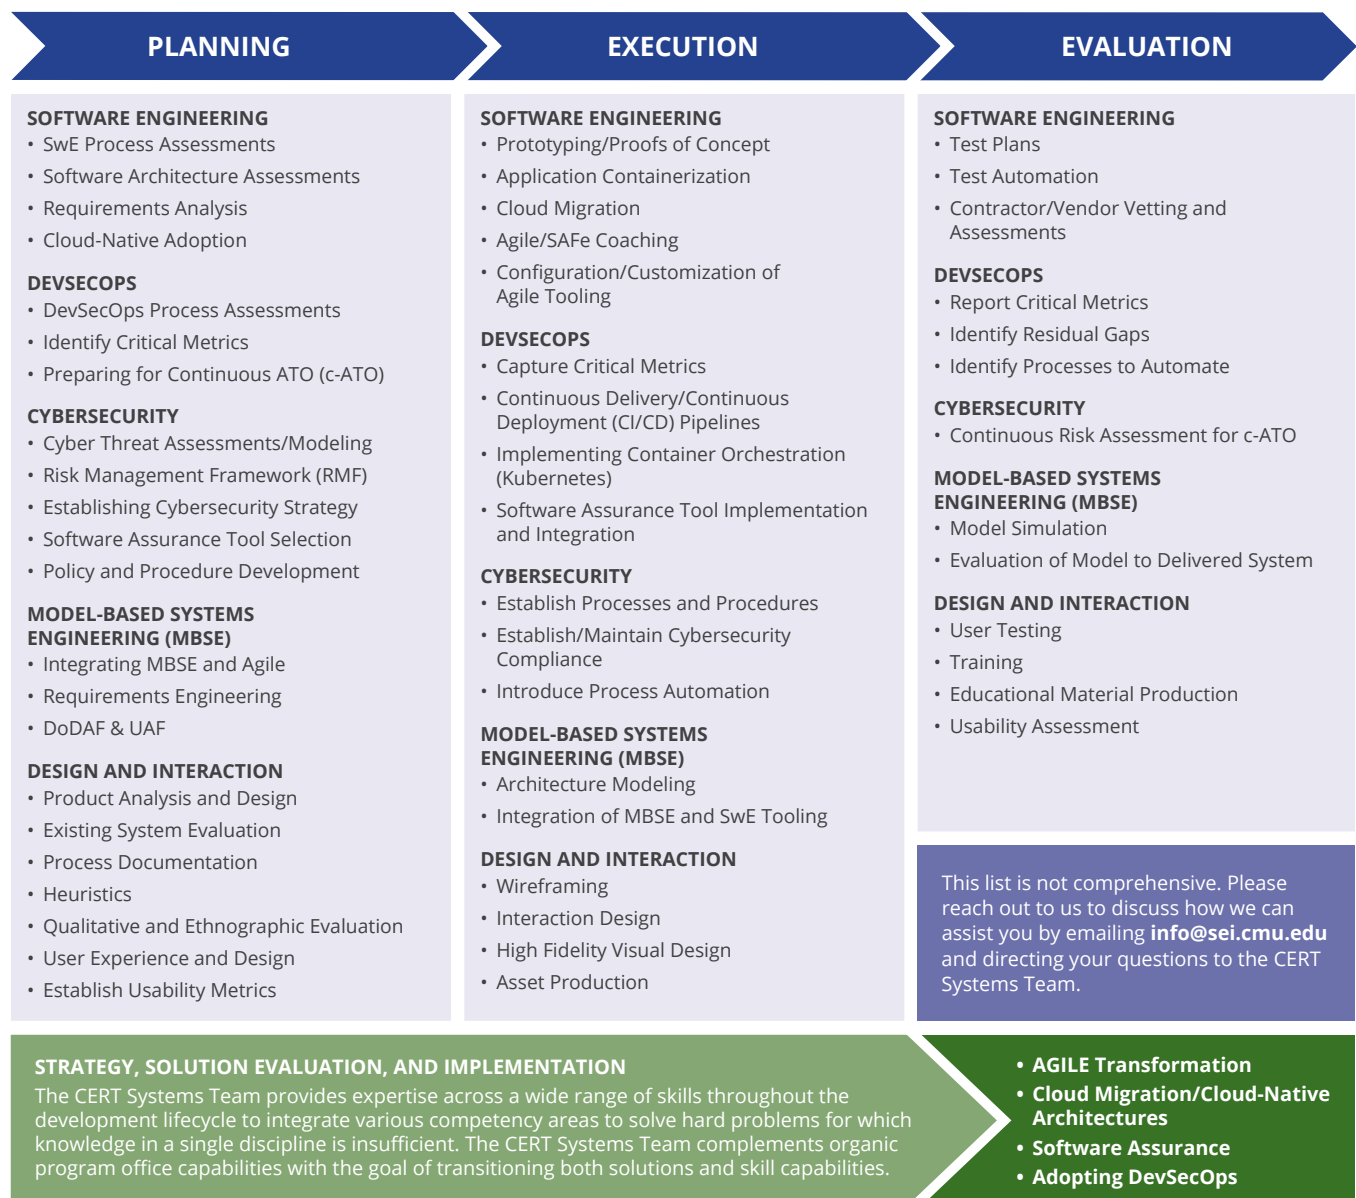 PLANNING
SOFTWARE ENGINEERING
• SwE Process Assessments
• Software Architecture Assessments
• Requirements Analysis
• Cloud-Native Adoption
DEVSECOPS
• DevSecOps Process Assessments
• Identify Critical Metrics
• Preparing for Continuous ATO (c-ATO)
CYBERSECURITY
• Cyber Threat Assessments/Modeling
• Risk Management Framework (RMF)
• Establishing Cybersecurity Strategy
• Software Assurance Tool Selection
• Policy and Procedure Development
MODEL-BASED SYSTEMS
ENGINEERING (MBSE)
• Integrating MBSE and Agile
• Requirements Engineering
• DoDAF & UAF
DESIGN AND INTERACTION
• Product Analysis and Design
• Existing System Evaluation
• Process Documentation
• Heuristics
• Qualitative and Ethnographic Evaluation
• User Experience and Design
• Establish Usability Metrics
EXECUTION
SOFTWARE ENGINEERING
• Prototyping/Proofs of Concept
• Application Containerization
• Cloud Migration
• Agile/SAFe Coaching
• Configuration/Customization of
Agile Tooling
DEVSECOPS
• Capture Critical Metrics
• Continuous Delivery/Continuous
Deployment (CI/CD) Pipelines
• Implementing Container Orchestration
(Kubernetes)
• Software Assurance Tool Implementation
and Integration
CYBERSECURITY
• Establish Processes and Procedures
• Establish/Maintain Cybersecurity
Compliance
• Introduce Process Automation
MODEL-BASED SYSTEMS
ENGINEERING (MBSE)
• Architecture Modeling
• Integration of MBSE and SwE Tooling
DESIGN AND INTERACTION
• Wireframing
• Interaction Design
• High Fidelity Visual Design
• Asset Production
EVALUATION
SOFTWARE ENGINEERING
• Test Plans
• Test Automation
• Contractor/Vendor Vetting and
Assessments
DEVSECOPS
• Report Critical Metrics
• Identify Residual Gaps
• Identify Processes to Automate
CYBERSECURITY
• Continuous Risk Assessment for c-ATO
MODEL-BASED SYSTEMS
ENGINEERING (MBSE)
• Model Simulation
• Evaluation of Model to Delivered System
DESIGN AND INTERACTION
• User Testing
• Training
• Educational Material Production
• Usability Assessment
This list is not comprehensive. Please
reach out to us to discuss how we can
assist you by emailing info@sei.cmu.edu
and directing your questions to the CERT
Systems Team.
STRATEGY, SOLUTION EVALUATION, AND IMPLEMENTATION
The CERT Systems Team provides expertise across a wide range of skills throughout the
development lifecycle to integrate various competency areas to solve hard problems for which
knowledge in a single discipline is insufficient. The CERT Systems Team complements organic
program office capabilities with the goal of transitioning both solutions and skill capabilities.
• AGILE Transformation
• Cloud Migration/Cloud-Native
Architectures
• Software Assurance
• Adopting DevSecOps